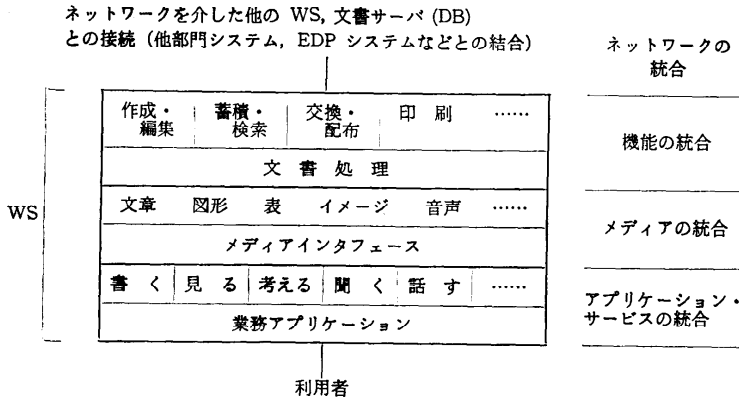 ネットワークを介した他の WS, 文書サーバ (DB)
との接続 (他部門システム, EDP システムなどとの結合)
ネットワークの
統合
作成・
編集
蓄積・
検索
交換・
配布
印 刷
……
機能の統合
文 書 処 理
WS
文章 図形 表 イメージ 音声 ……
メディアの統合
メディアインタフェース
書 く 見 る 考える 聞 く 話 す ……
アプリケーション・
サービスの統合
業務アプリケーション
利用者